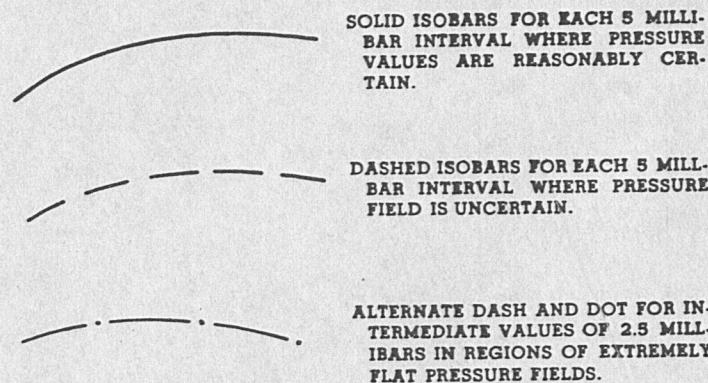 SOLID ISOBARS FOR EACH 5 MILLI-
BAR INTERVAL WHERE PRESSURE
VALUES ARE REASONABLY CER-
TAIN.
DASHED ISOBARS FOR EACH 5 MILL-
BAR INTERVAL WHERE PRESSURE
FIELD IS UNCERTAIN.
ALTERNATE DASH AND DOT FOR IN-
TERMEDIATE VALUES OF 2.5 MILL-
IBARS IN REGIONS OF EXTREMELY
FLAT PRESSURE FIELDS.